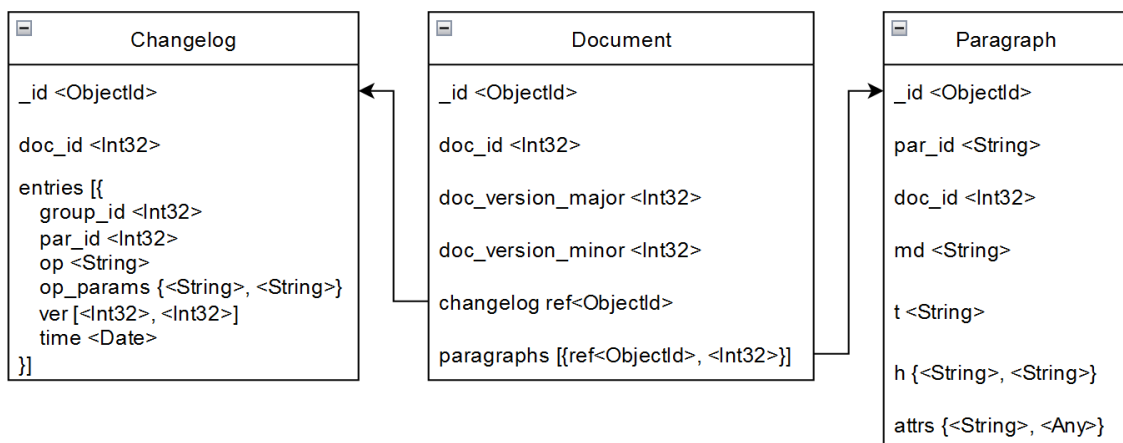 Changelog
_id <ObjectId>
doc_id <Int32>
entries [{
group_id <Int32>
par_id <Int32>
op <String>
op_params {<String>, <String>}
ver [<Int32>, <Int32>]
time <Date>
}]
Document
_id <ObjectId>
doc_id <Int32>
doc_version_major <Int32>
doc_version_minor <Int32>
changelog ref<ObjectId>
paragraphs [{ref<ObjectId>, <Int32>}]
Paragraph
_id <ObjectId>
par_id <String>
doc_id <Int32>
md <String>
t <String>
h {<String>, <String>}
attrs {<String>, <Any>}